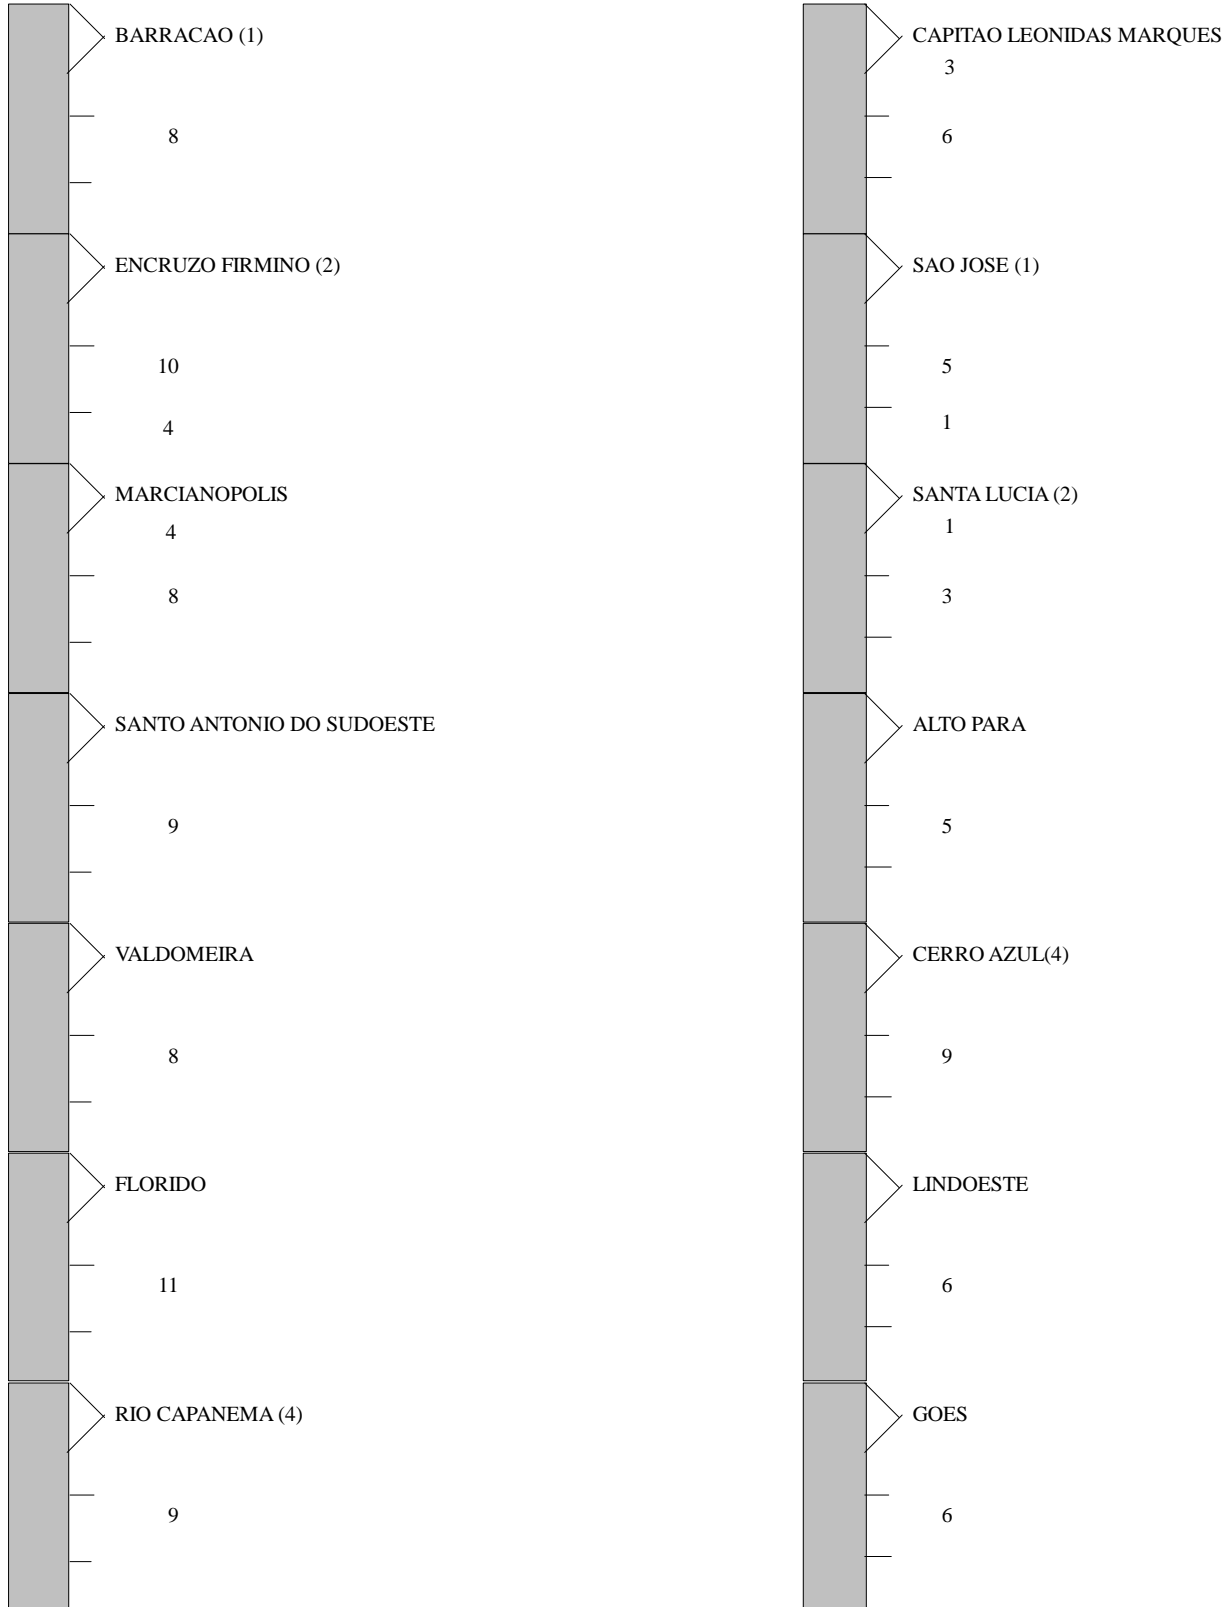 BARRACAO (1)
8
ENCRUZO FIRMINO (2)
10
4
MARCIANOPOLIS
4
8
SANTO ANTONIO DO SUDOESTE
9
VALDOMEIRA
8
FLORIDO
11
RIO CAPANEMA (4)
9
CAPITAO LEONIDAS MARQUES
3
6
SAO JOSE (1)
5
1
SANTA LUCIA (2)
1
3
ALTO PARA
5
CERRO AZUL(4)
9
LINDOESTE
6
GOES
6